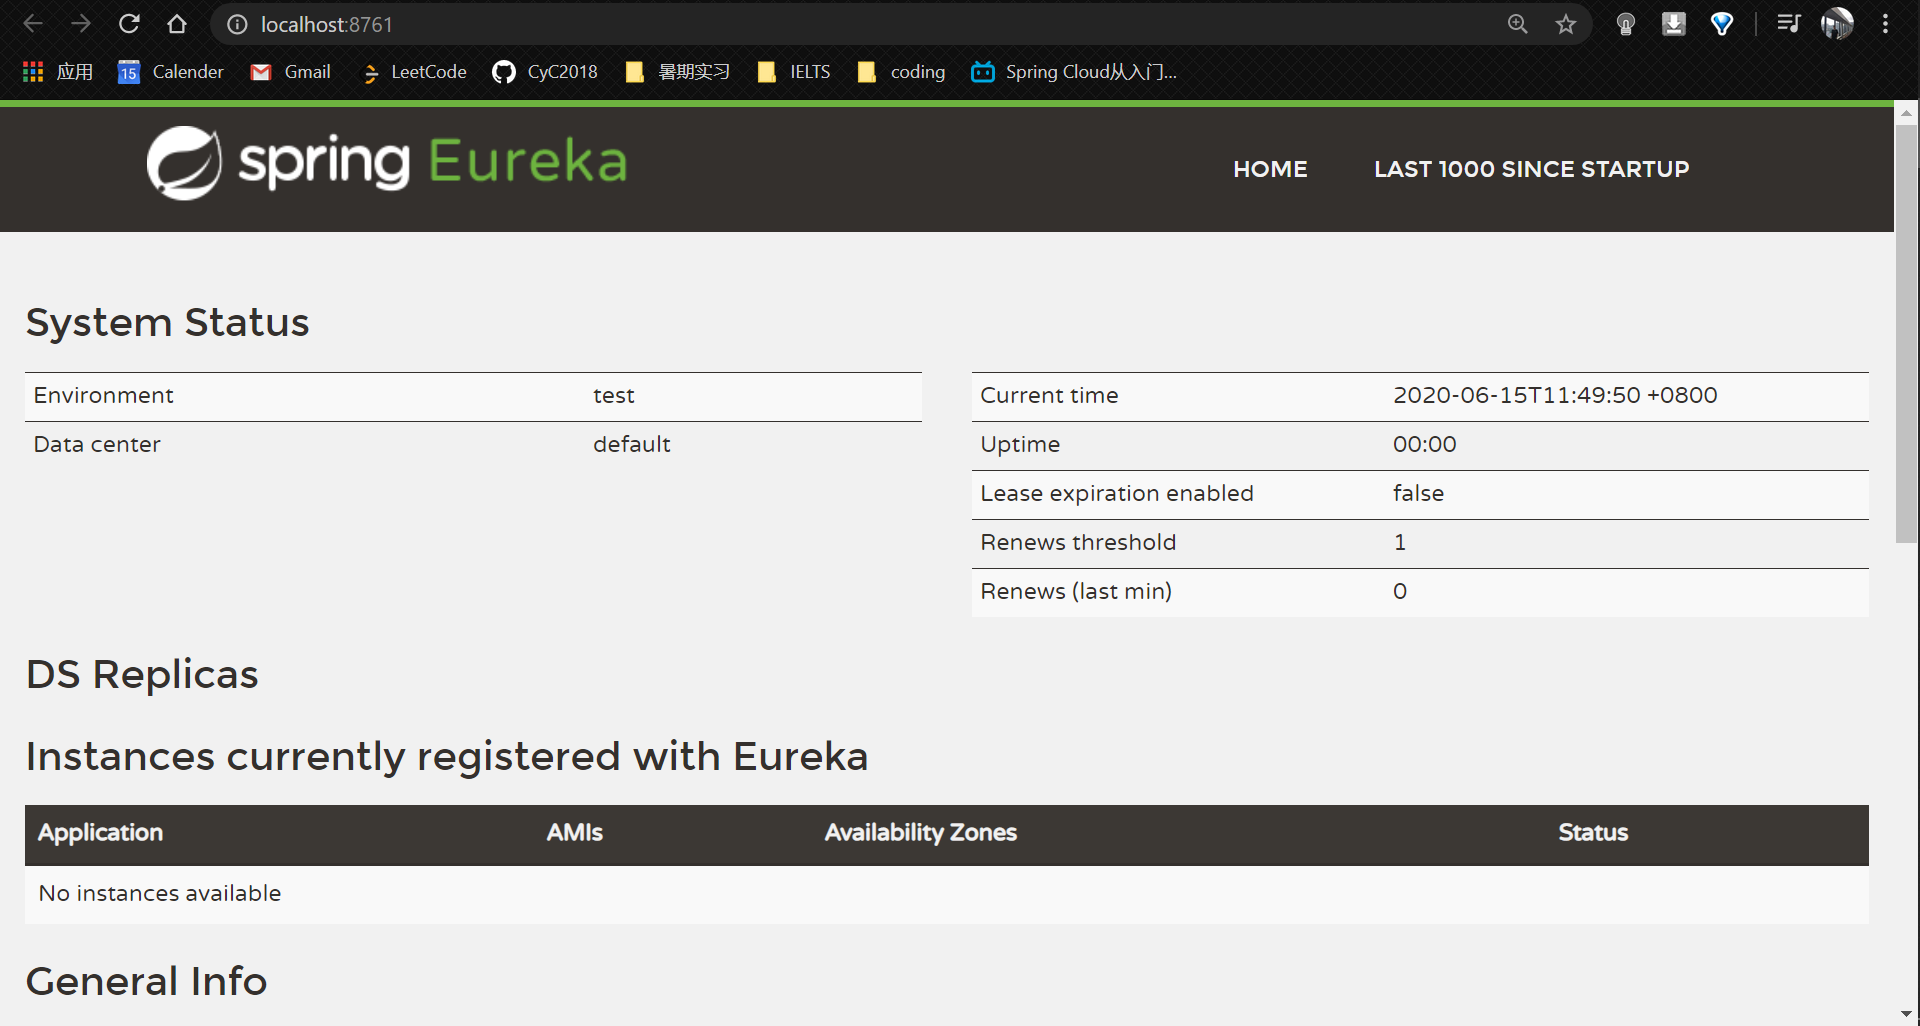 localhost:8761
应用 15 Calender Gmail LeetCode CyC2018 暑期实习 IELTS coding Spring Cloud从入门...
spring Eureka
HOME LAST 1000 SINCE STARTUP
System Status
Environment test
Data center default
Current time 2020-06-15T11:49:50 +0800
Uptime 00:00
Lease expiration enabled false
Renews threshold 1
Renews (last min) 0
DS Replicas
Instances currently registered with Eureka
Application AMIs Availability Zones Status
No instances available
General Info